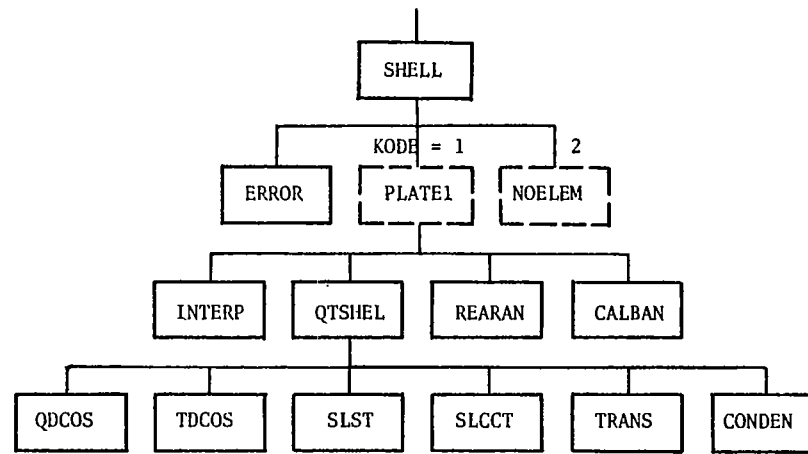 SHELL
KODE = 1 2
ERROR PLATE1 NOELEM
INTERP QTSHEL REARAN CALBAN
QDCOS TDCOS SLST SLCCT TRANS CONDEN